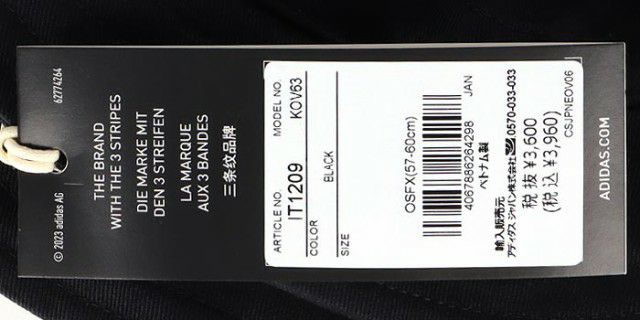 62774264
THE BRAND
WITH THE 3 STRIPES
DIE MARKE MIT
DEN 3 STREIFEN
LA MARQUE
AUX 3 BANDES
三条纹品牌
© 2023 adidas AG
ARTICLE NO. MODEL NO.
IT1209 KOV63
COLOR BLACK
SIZE OSFX(57-60cm)
4067886264298 JAN
ベトナム製
輸入販売元
アディダス ジャパン株式会社 0570-033-033
税 抜 ¥3,600
(税 込 ¥3,960)
CSJPNEOV06
ADIDAS.COM